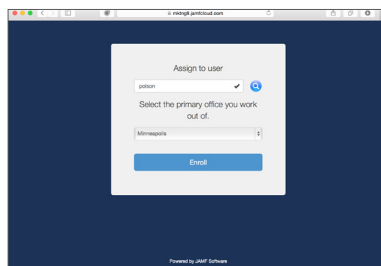 mktng8.jamfcloud.com
Assign to user
polson
Select the primary office you work
out of.
Minneapolis
Enroll
Powered by JAMF Software